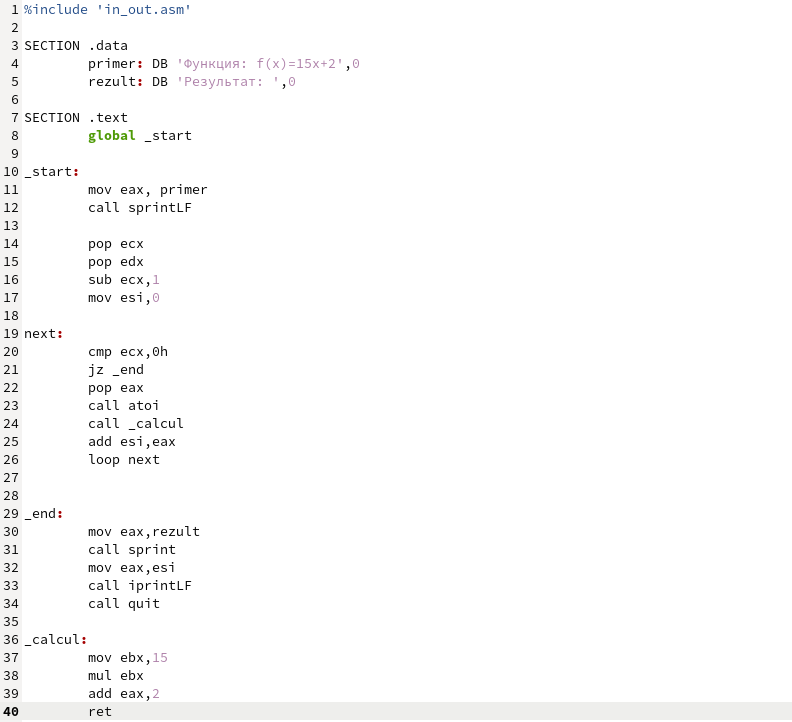 1 %include 'in_out.asm'
2
3 SECTION .data
4 primer: DB 'Функция: f(x)=15x+2',0
5 rezult: DB 'Результат: ',0
6
7 SECTION .text
8 global _start
9
10 _start:
11 mov eax, primer
12 call sprintLF
13
14 pop ecx
15 pop edx
16 sub ecx,1
17 mov esi,0
18
19 next:
20 cmp ecx,0h
21 jz _end
22 pop eax
23 call atoi
24 call _calcul
25 add esi,eax
26 loop next
27
28
29 _end:
30 mov eax,rezult
31 call sprint
32 mov eax,esi
33 call iprintLF
34 call quit
35
36 _calcul:
37 mov ebx,15
38 mul ebx
39 add eax,2
40 ret